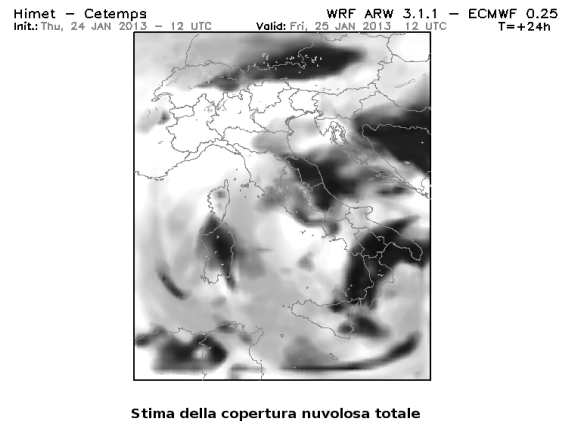 Himet – Cetemps
WRF ARW 3.1.1 – ECMWF 0.25
Init.: Thu, 24 JAN 2013 – 12 UTC
Valid: Fri, 25 JAN 2013 12 UTC
T=+24h
Stima della copertura nuvolosa totale